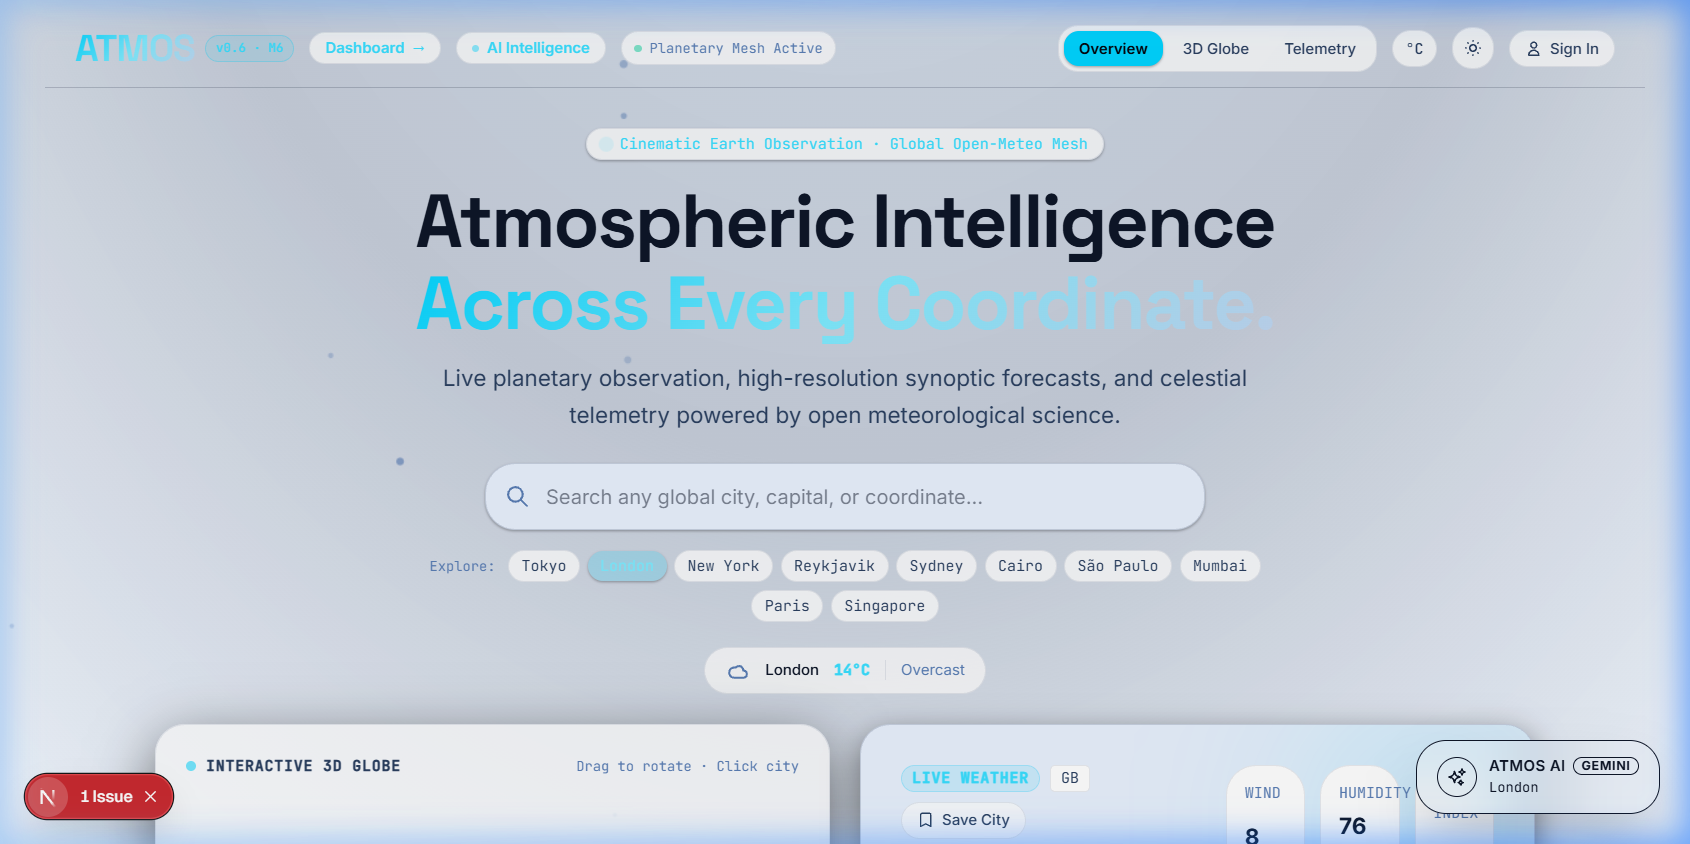 ATMOS v0.6 · M6 Dashboard → AI Intelligence Planetary Mesh Active Overview 3D Globe Telemetry °C Sign In
Cinematic Earth Observation · Global Open-Meteo Mesh
Atmospheric Intelligence
Across Every Coordinate.
Live planetary observation, high-resolution synoptic forecasts, and celestial
telemetry powered by open meteorological science.
Search any global city, capital, or coordinate...
Explore: Tokyo London New York Reykjavik Sydney Cairo São Paulo Mumbai
Paris Singapore
London 14°C Overcast
INTERACTIVE 3D GLOBE Drag to rotate · Click city
LIVE WEATHER GB
Save City
WIND
8
HUMIDITY
76
INDEX
ATMOS AI GEMINI
London
N 1 Issue